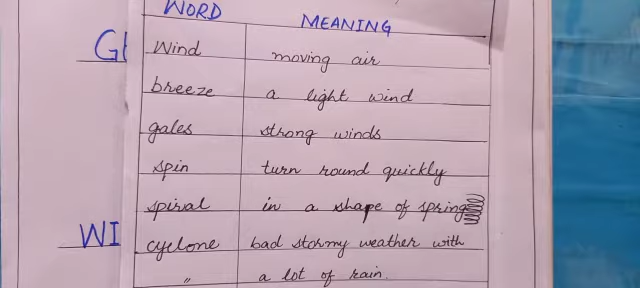 WORD MEANING
Wind moving air
breeze a light wind
gales strong winds
spin turn round quickly
spiral in a shape of spring
cyclone bad stormy weather with
" a lot of rain.
WI